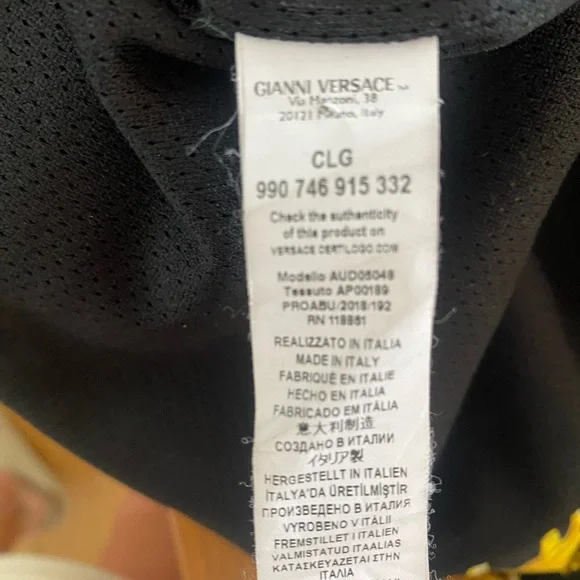 GIANNI VERSACE
Via Manzoni, 38
20121 Milano, Italy
CLG
990 746 915 332
Check the authenticity
of this product on
VERSACE.CERTILOGO.COM
Modello AUD05048
Tessuto AP00189
PROABU/2018/192
RN 118861
REALIZZATO IN ITALIA
MADE IN ITALY
FABRIQUÉ EN ITALIE
HECHO EN ITALIA
FABRICADO EM ITÁLIA
意大利制造
СОЗДАНО В ИТАЛИИ
イタリア製
HERGESTELLT IN ITALIEN
İTALYA'DA ÜRETİLMİŞTİR
ПРОИЗВЕДЕНО В ИТАЛИЯ
VYROBENO V ITÁLII
FREMSTILLET I ITALIEN
VALMISTATUD ITAALIAS
ΚΑΤΑΣΚΕΥΑΖΕΤΑΙ ΣΤΗΝ
ΙΤΑΛΙΑ